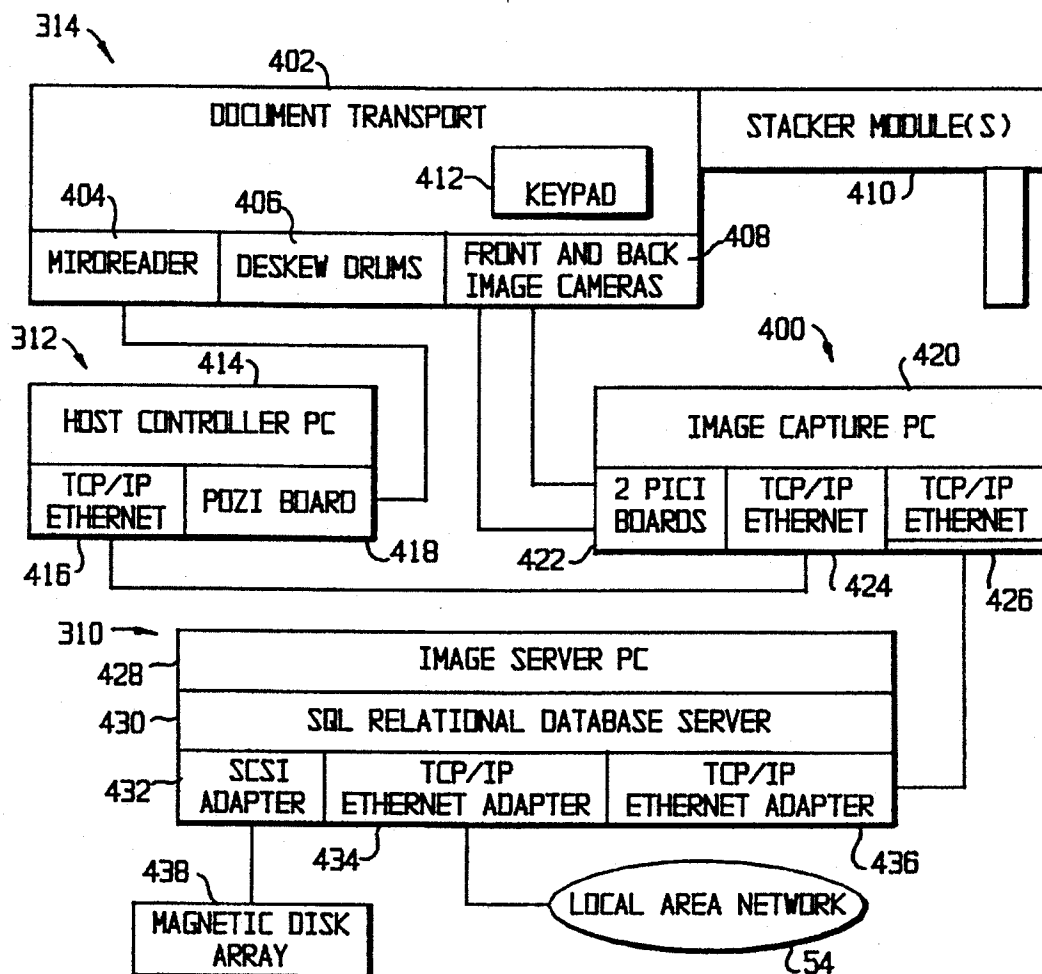 314
402
DOCUMENT TRANSPORT
STACKER MODULE(S)
412
KEYPAD
410
404
406
408
MIROREADER
DESKEW DRUMS
FRONT AND BACK
IMAGE CAMERAS
312
414
400
420
HOST CONTROLLER PC
IMAGE CAPTURE PC
TCP/IP
ETHERNET
POZI BOARD
2 PICI
BOARDS
TCP/IP
ETHERNET
TCP/IP
ETHERNET
416
418
422
424
426
310
428
IMAGE SERVER PC
430
SQL RELATIONAL DATABASE SERVER
432
SCSI
ADAPTER
TCP/IP
ETHERNET ADAPTER
TCP/IP
ETHERNET ADAPTER
434
436
438
MAGNETIC DISK
ARRAY
LOCAL AREA NETWORK
54